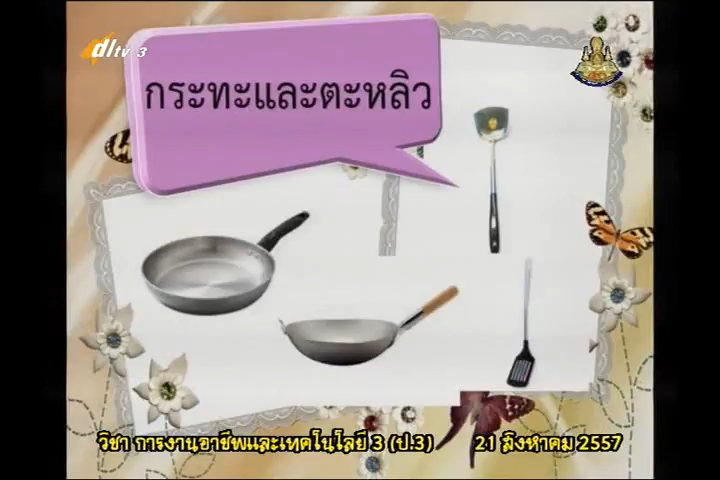 dltv 3
กระทะและตะหลิว
วิชา การงานอาชีพและเทคโนโลยี 3 (ป.3) 21 สิงหาคม 2557